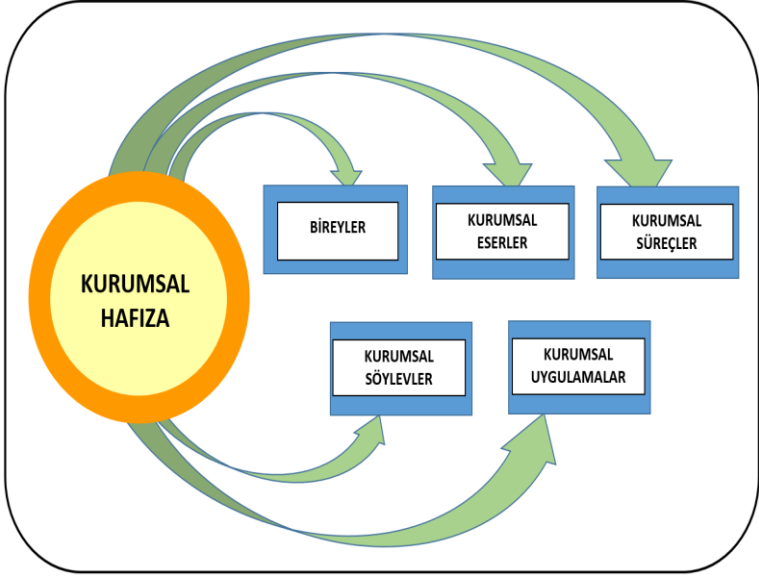 KURUMSAL
HAFIZA
BİREYLER
KURUMSAL
ESERLER
KURUMSAL
SÜREÇLER
KURUMSAL
SÖYLEVLER
KURUMSAL
UYGULAMALAR